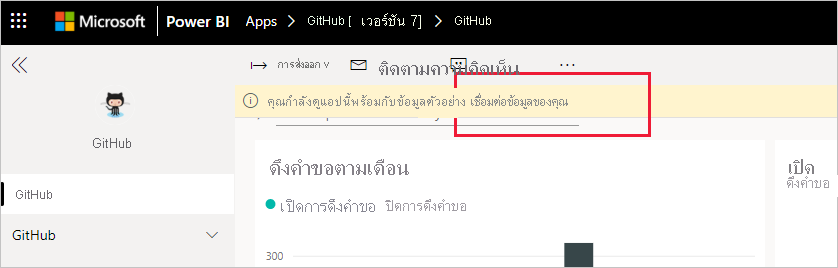 Microsoft Power BI Apps > GitHub [ เวอร์ชัน 7] > GitHub
การส่งออก ติดตามความคิดเห็น ...
คุณกำลังดูแอปนี้พร้อมกับข้อมูลตัวอย่าง เชื่อมต่อข้อมูลของคุณ
GitHub
ดึงคำขอตามเดือน
เปิด
ดึงคำขอ
GitHub
เปิดการดึงคำขอ ปิดการดึงคำขอ
GitHub
300